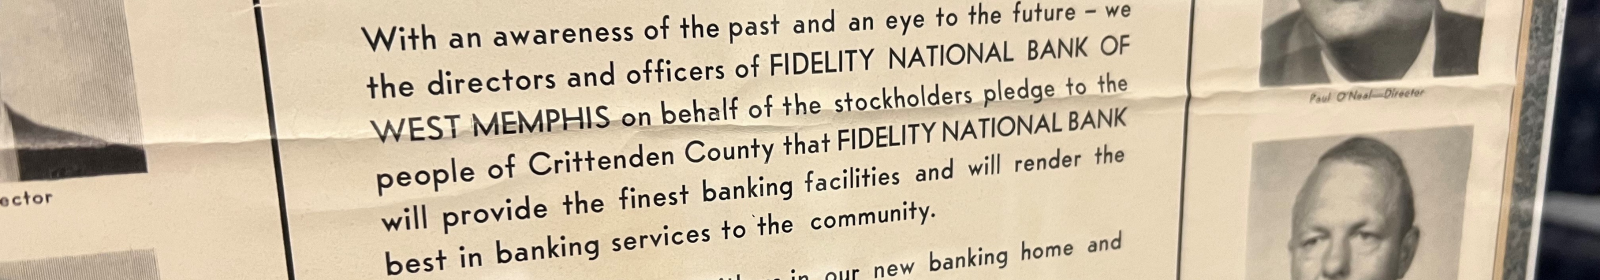 With an awareness of the past and an eye to the future – we
the directors and officers of FIDELITY NATIONAL BANK OF
WEST MEMPHIS on behalf of the stockholders pledge to the
people of Crittenden County that FIDELITY NATIONAL BANK
will provide the finest banking facilities and will render the
best in banking services to the community.
in our new banking home and
ector
Paul O'Neal—Director